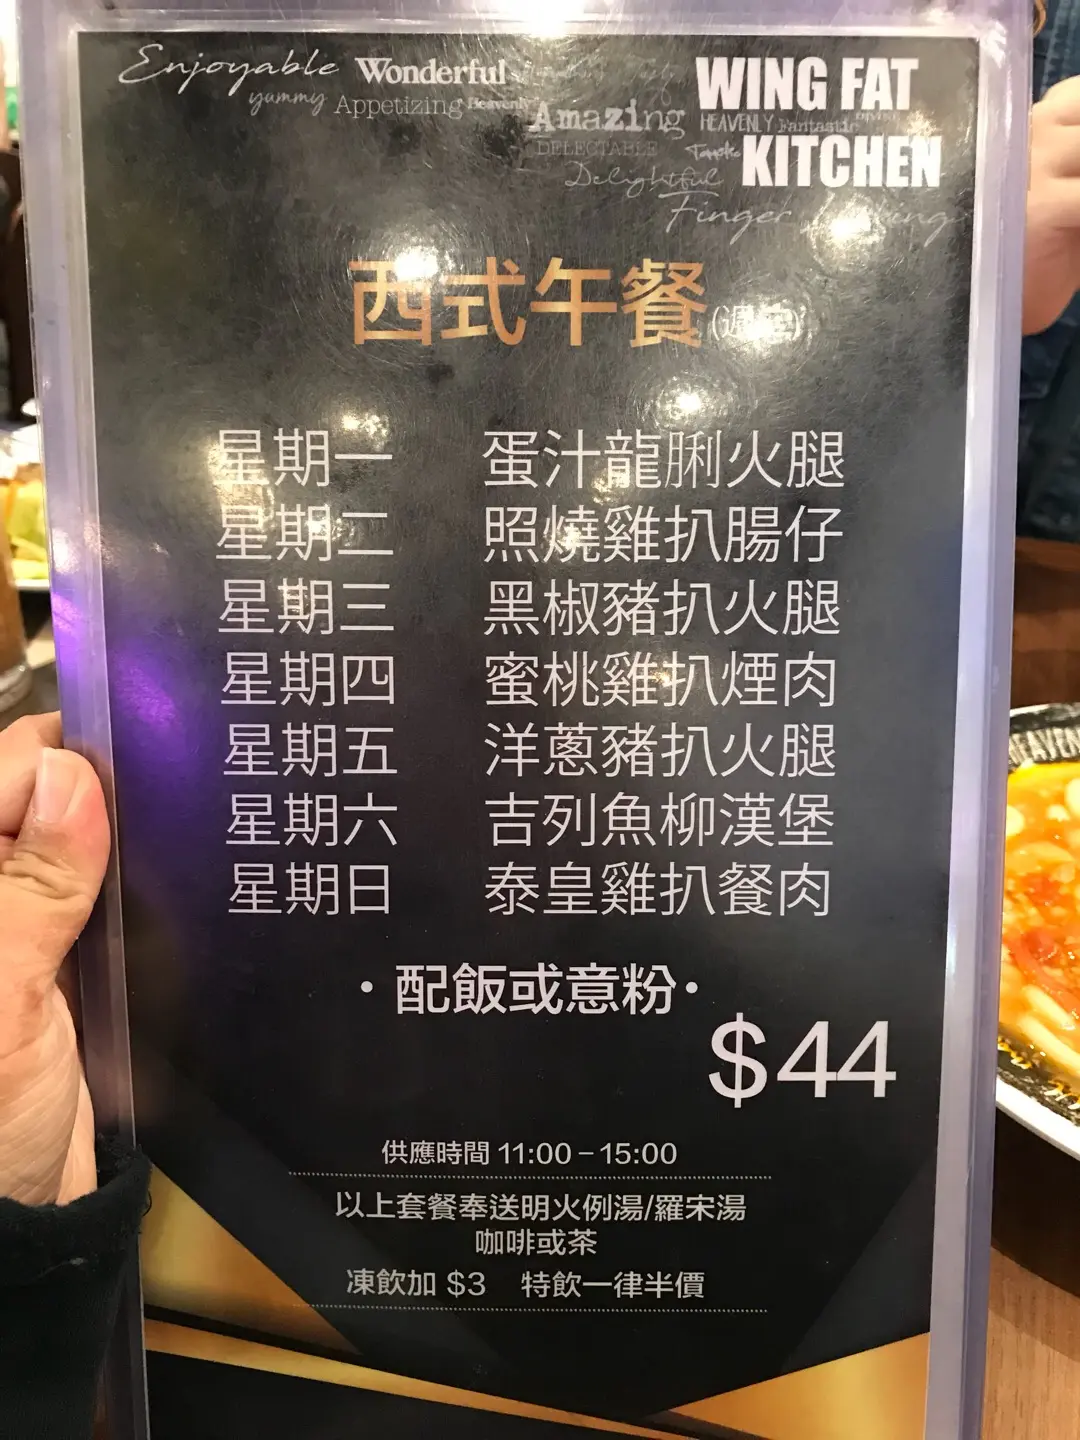 Enjoyable Wonderful
yummy Appetizing Heavenly
WING FAT
Amazing HEAVENLY Fantastic
DELECTABLE
KITCHEN
Delightful
Finger
西式午餐
星期一 蛋汁龍脷火腿
星期二 照燒雞扒腸仔
星期三 黑椒豬扒火腿
星期四 蜜桃雞扒煙肉
星期五 洋蔥豬扒火腿
星期六 吉列魚柳漢堡
星期日 泰皇雞扒餐肉
·配飯或意粉·
$44
供應時間 11:00 – 15:00
以上套餐奉送明火例湯/羅宋湯
咖啡或茶
凍飲加 $3 特飲一律半價